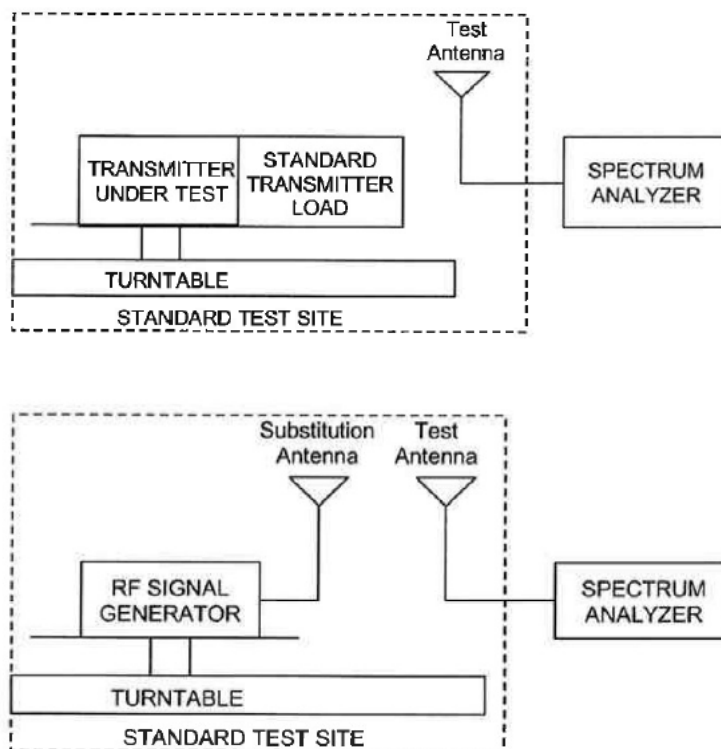 Test
Antenna
TRANSMITTER
UNDER TEST
STANDARD
TRANSMITTER
LOAD
SPECTRUM
ANALYZER
TURNTABLE
STANDARD TEST SITE
Substitution
Antenna
Test
Antenna
RF SIGNAL
GENERATOR
SPECTRUM
ANALYZER
TURNTABLE
STANDARD TEST SITE